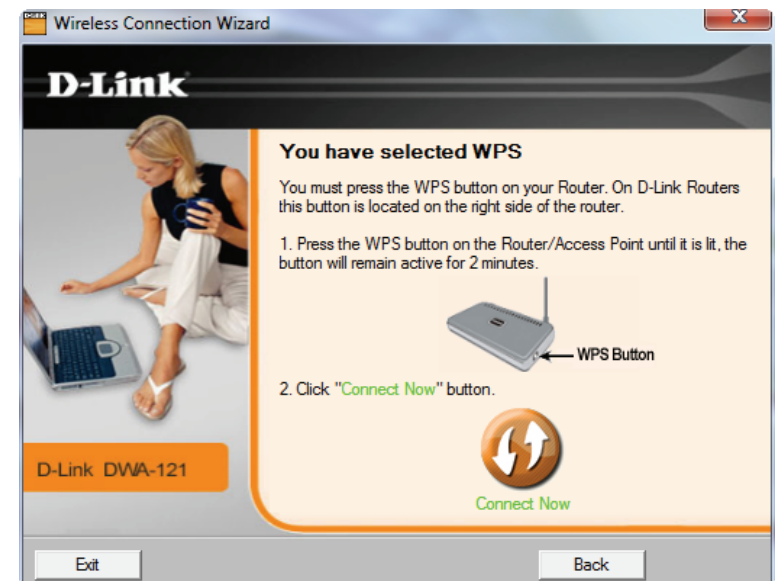 Wireless Connection Wizard
D-Link
You have selected WPS
You must press the WPS button on your Router. On D-Link Routers
this button is located on the right side of the router.
1. Press the WPS button on the Router/Access Point until it is lit, the
button will remain active for 2 minutes.
WPS Button
2. Click "Connect Now" button.
D-Link DWA-121
Connect Now
Exit
Back